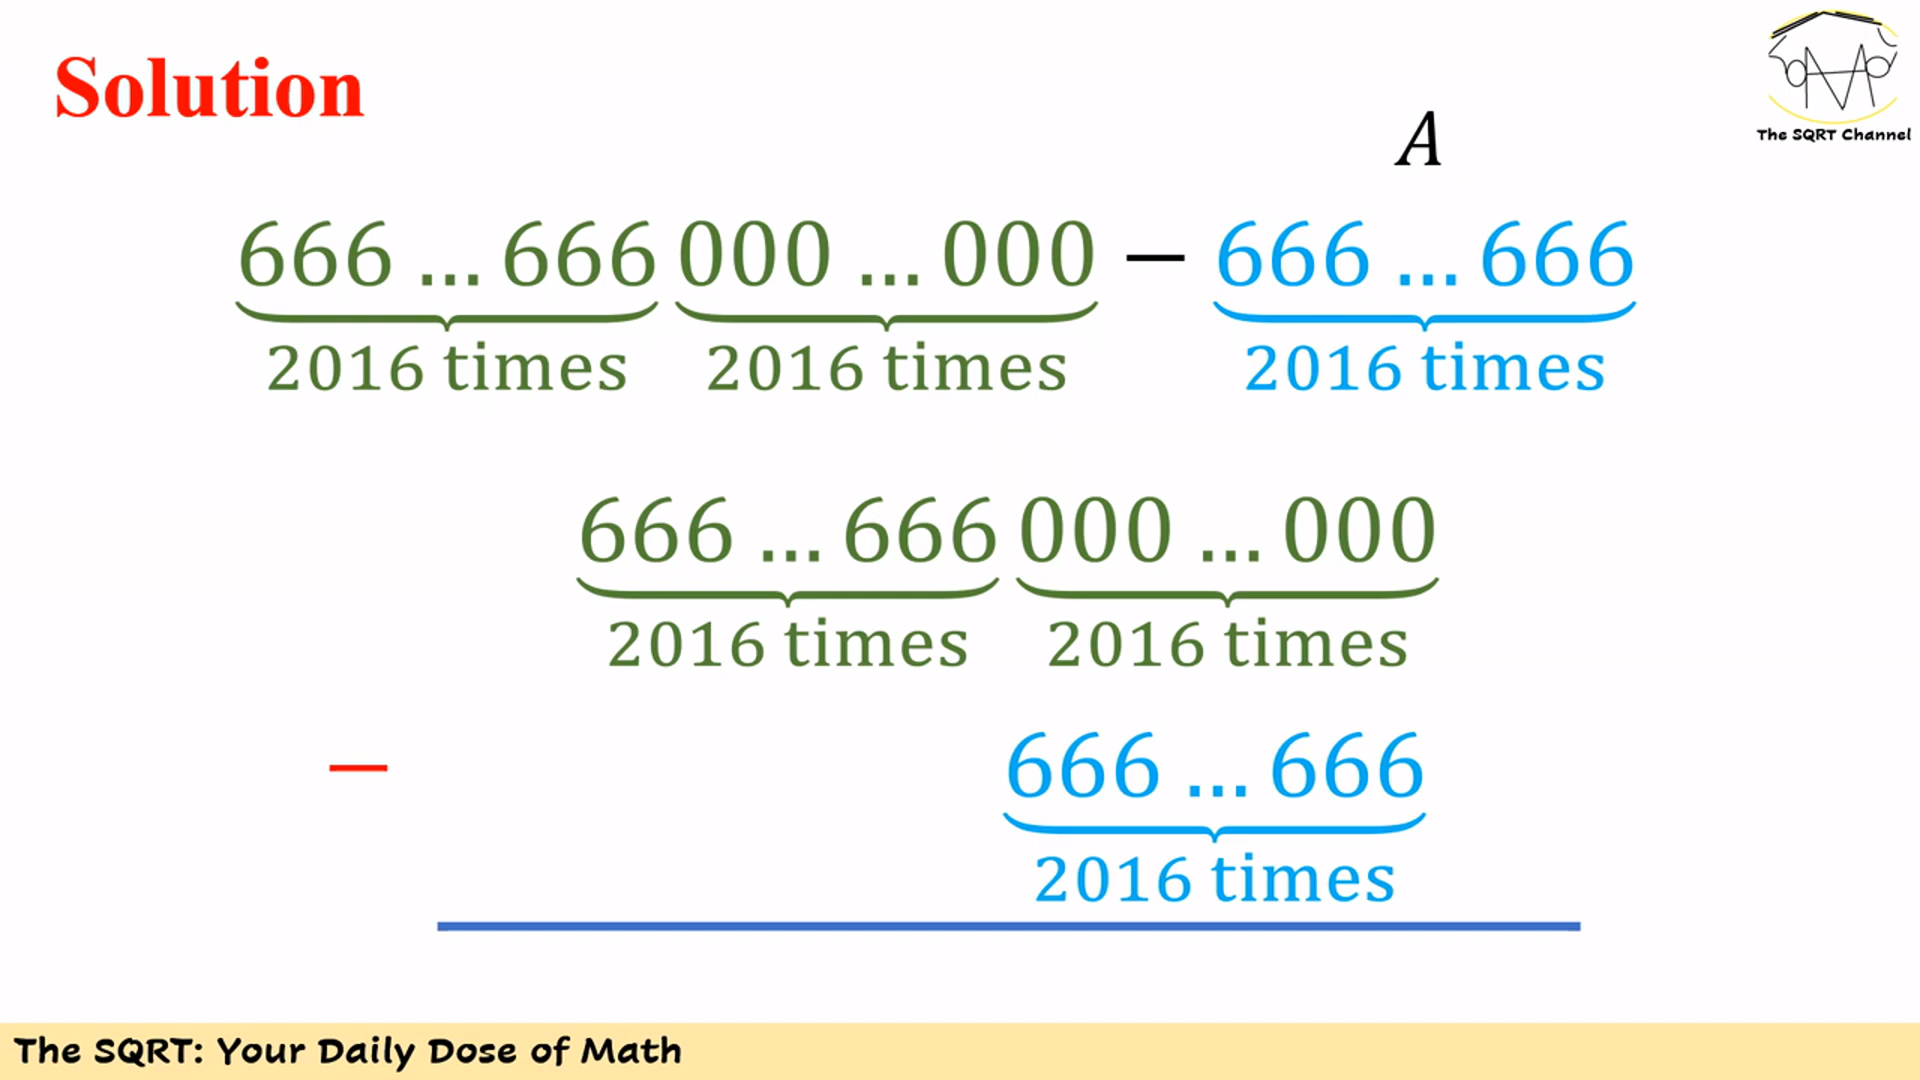 Solution
The SQRT Channel
A
666 ... 666 000 ... 000 − 666 ... 666
2016 times 2016 times 2016 times
666 ... 666 000 ... 000
2016 times 2016 times
− 666 ... 666
2016 times
The SQRT: Your Daily Dose of Math